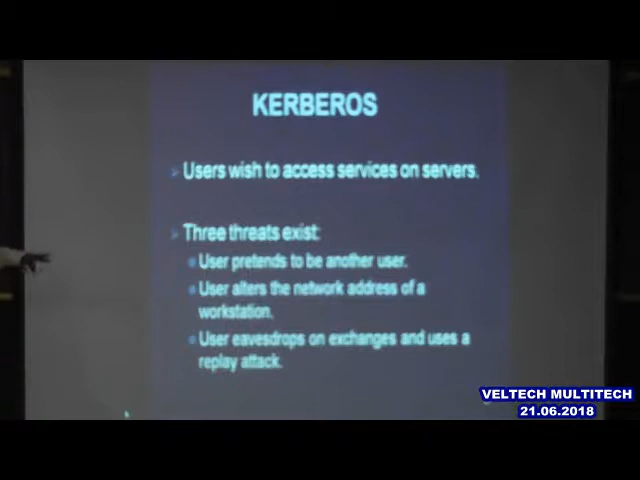 KERBEROS
Users wish to access services on servers.
Three threats exist:
User pretends to be another user.
User alters the network address of a
workstation.
User eavesdrops on exchanges and uses a
replay attack.
VELTECH MULTITECH
21.06.2018